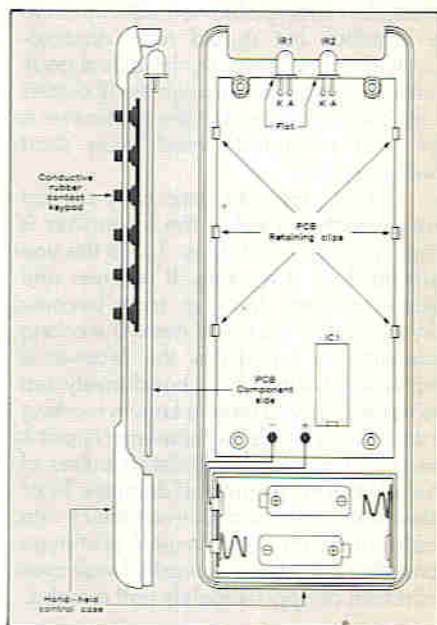 IR1 IR2
K A K A
Flat
Conductive
rubber
contact
keypad
PCB
Retaining clips
IC1
PCB
Component
side
- +
Hand-held
control case